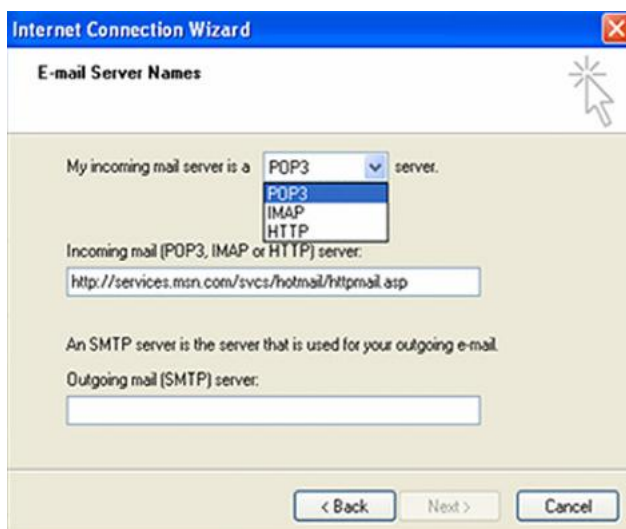 Internet Connection Wizard
E-mail Server Names
My incoming mail server is a POP3 server.
POP3
IMAP
HTTP
Incoming mail (POP3, IMAP or HTTP) server:
http://services.msn.com/svcs/hotmail/httpmail.asp
An SMTP server is the server that is used for your outgoing e-mail.
Outgoing mail (SMTP) server:
< Back Next > Cancel